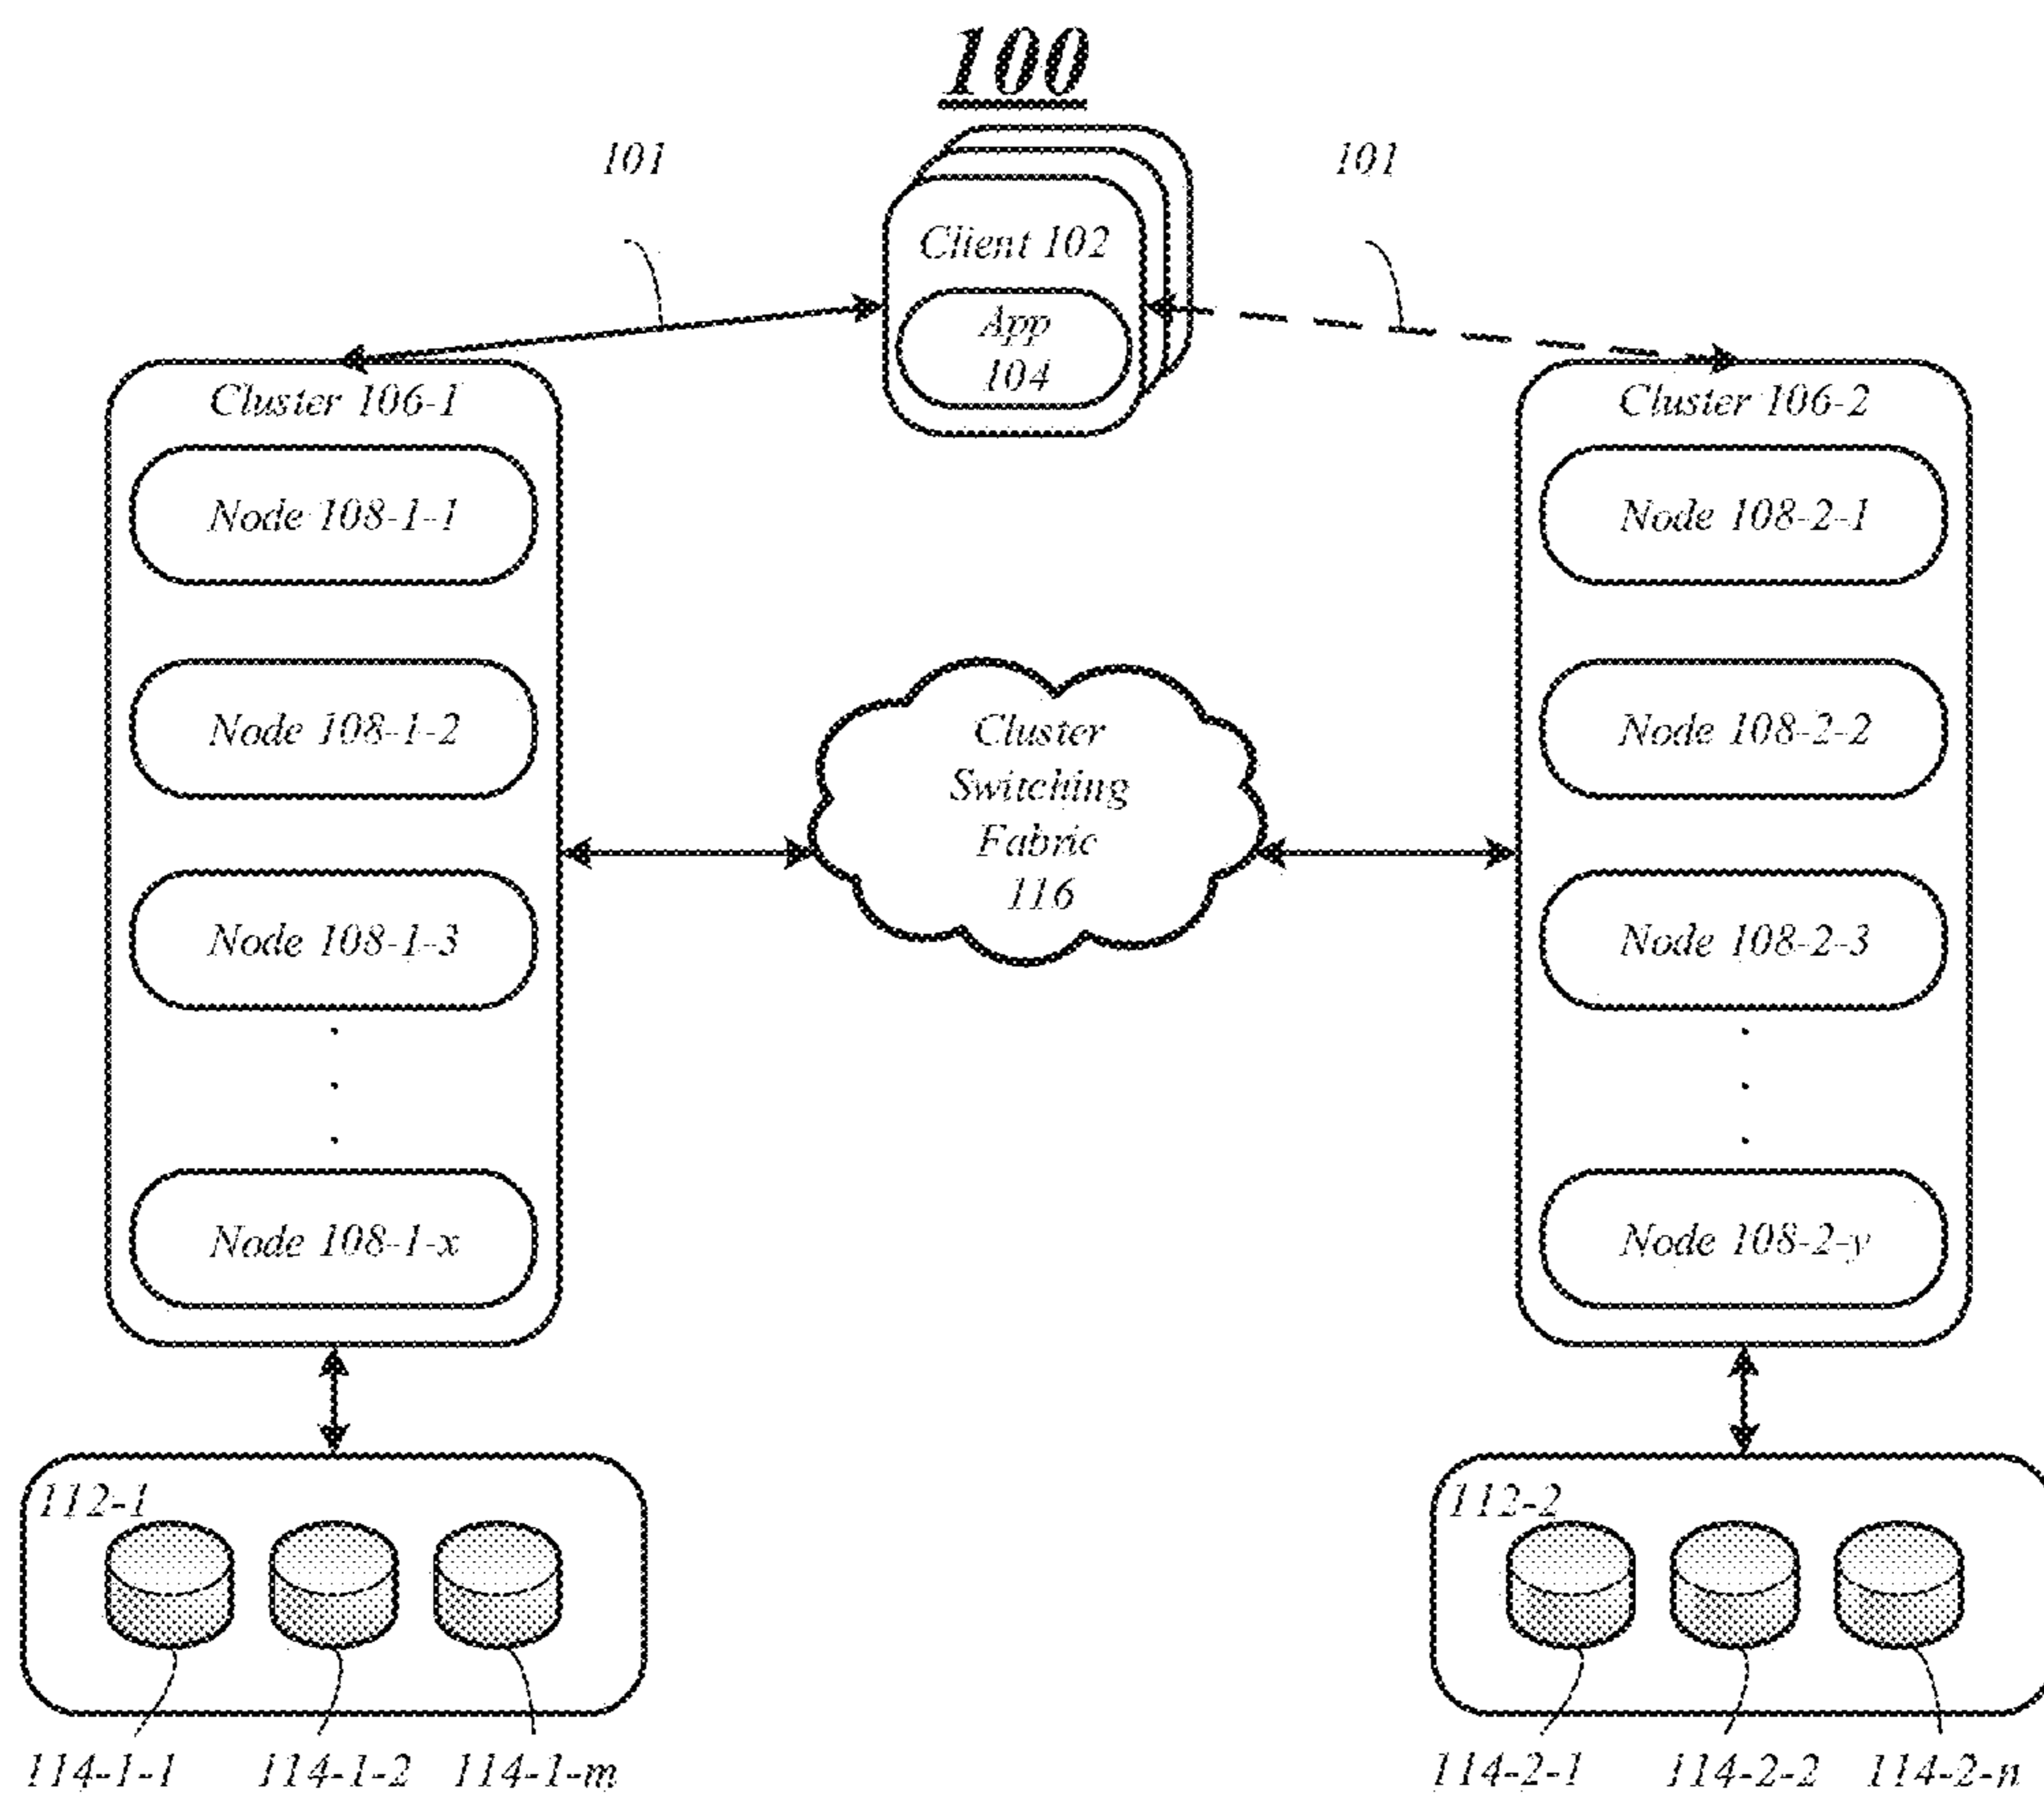 100
101
101
Client 102
App
104
Cluster 106-1
Node 108-1-1
Node 108-1-2
Node 108-1-3
Node 108-1-x
Cluster
Switching
Fabric
116
Cluster 106-2
Node 108-2-1
Node 108-2-2
Node 108-2-3
Node 108-2-y
112-1
114-1-1
114-1-2
114-1-m
112-2
114-2-1
114-2-2
114-2-n